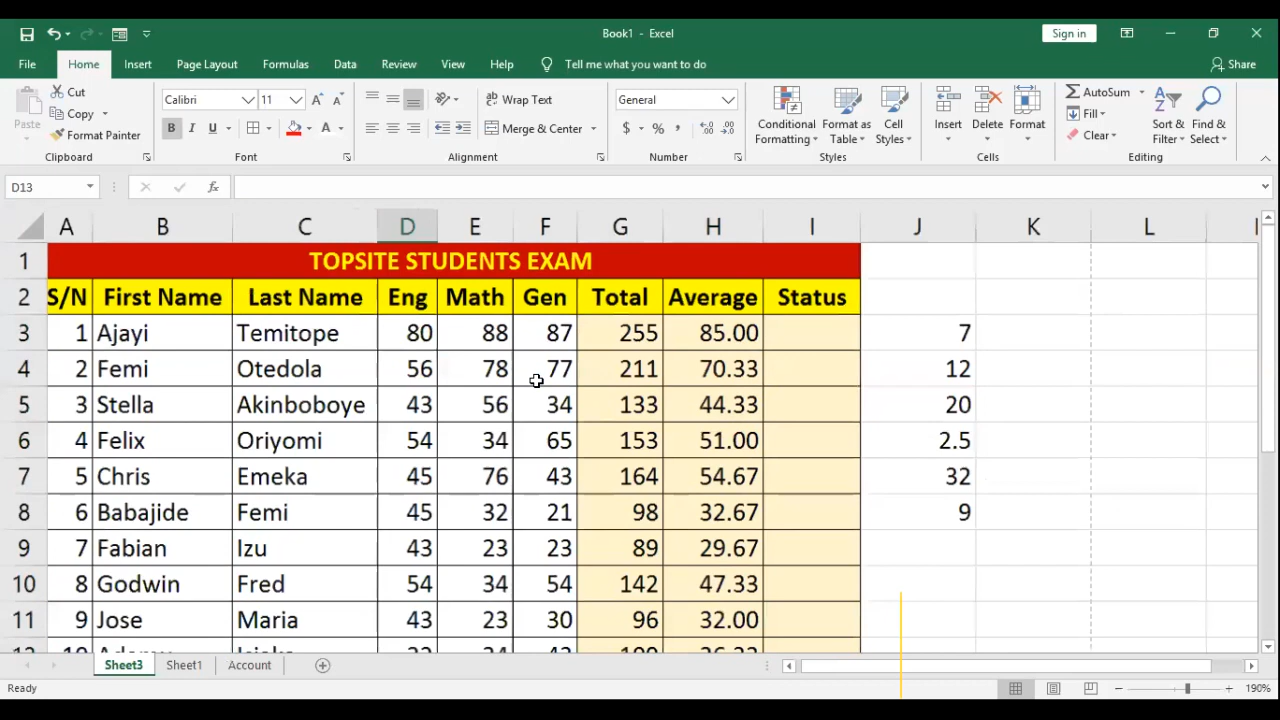 Book1 - Excel
Sign in
File Home Insert Page Layout Formulas Data Review View Help Tell me what you want to do Share
Cut
Copy
Format Painter
Paste
Clipboard
Calibri 11
B I U
Font
Wrap Text
Merge & Center
Alignment
General
$ %
Number
Conditional Formatting
Format as Table
Cell Styles
Styles
Insert Delete Format
Cells
AutoSum
Fill
Clear
Sort & Filter
Find & Select
Editing
D13
fx
A B C D E F G H I J K L
1 TOPSITE STUDENTS EXAM
2 S/N First Name Last Name Eng Math Gen Total Average Status
3 1 Ajayi Temitope 80 88 87 255 85.00 7
4 2 Femi Otedola 56 78 77 211 70.33 12
5 3 Stella Akinboboye 43 56 34 133 44.33 20
6 4 Felix Oriyomi 54 34 65 153 51.00 2.5
7 5 Chris Emeka 45 76 43 164 54.67 32
8 6 Babajide Femi 45 32 21 98 32.67 9
9 7 Fabian Izu 43 23 23 89 29.67
10 8 Godwin Fred 54 34 54 142 47.33
11 9 Jose Maria 43 23 30 96 32.00
Sheet3 Sheet1 Account
Ready
190%